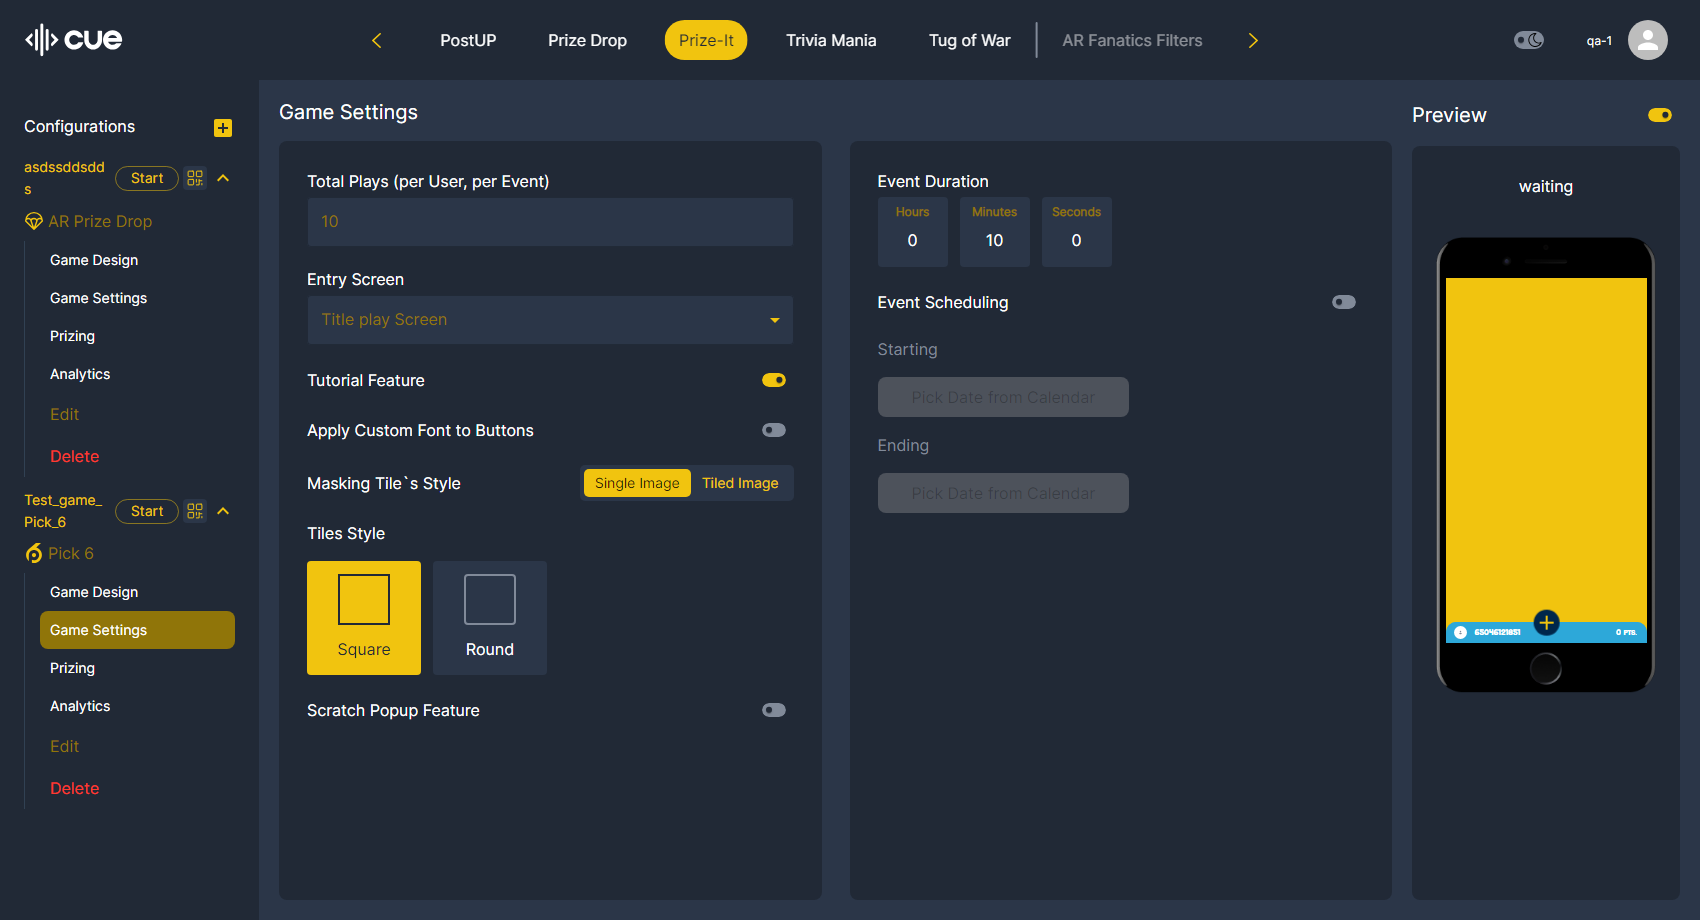 cue
PostUP
Prize Drop
Prize-It
Trivia Mania
Tug of War
AR Fanatics Filters
qa-1
Configurations
asdssddsdd
s
Start
AR Prize Drop
Game Design
Game Settings
Prizing
Analytics
Edit
Delete
Test_game_
Pick_6
Start
Pick 6
Game Design
Game Settings
Prizing
Analytics
Edit
Delete
Game Settings
Total Plays (per User, per Event)
10
Entry Screen
Title play Screen
Tutorial Feature
Apply Custom Font to Buttons
Masking Tile`s Style
Single Image
Tiled Image
Tiles Style
Square
Round
Scratch Popup Feature
Event Duration
Hours
0
Minutes
10
Seconds
0
Event Scheduling
Starting
Pick Date from Calendar
Ending
Pick Date from Calendar
Preview
waiting
65046121851
0 PTS.